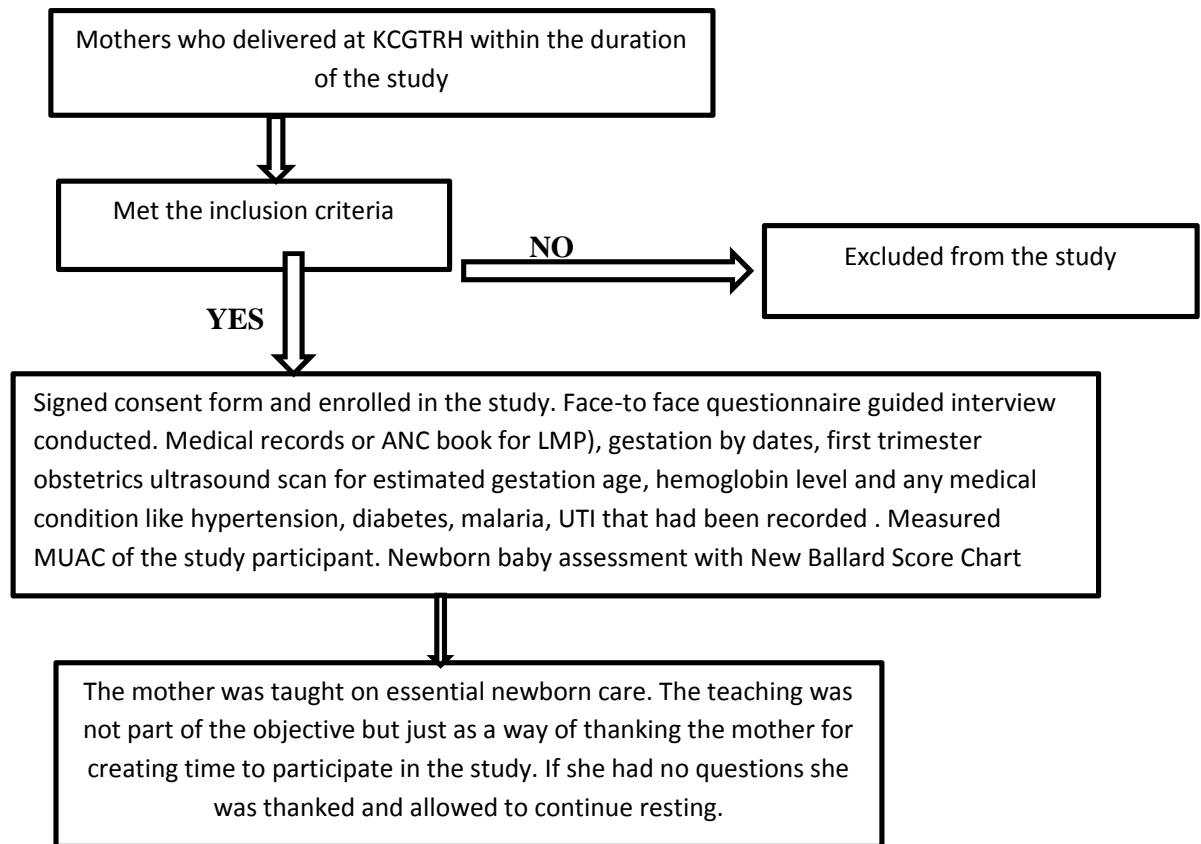 Mothers who delivered at KCGTRH within the duration
of the study
Met the inclusion criteria
NO
Excluded from the study
YES
Signed consent form and enrolled in the study. Face-to face questionnaire guided interview
conducted. Medical records or ANC book for LMP), gestation by dates, first trimester
obstetrics ultrasound scan for estimated gestation age, hemoglobin level and any medical
condition like hypertension, diabetes, malaria, UTI that had been recorded . Measured
MUAC of the study participant. Newborn baby assessment with New Ballard Score Chart
The mother was taught on essential newborn care. The teaching was
not part of the objective but just as a way of thanking the mother for
creating time to participate in the study. If she had no questions she
was thanked and allowed to continue resting.